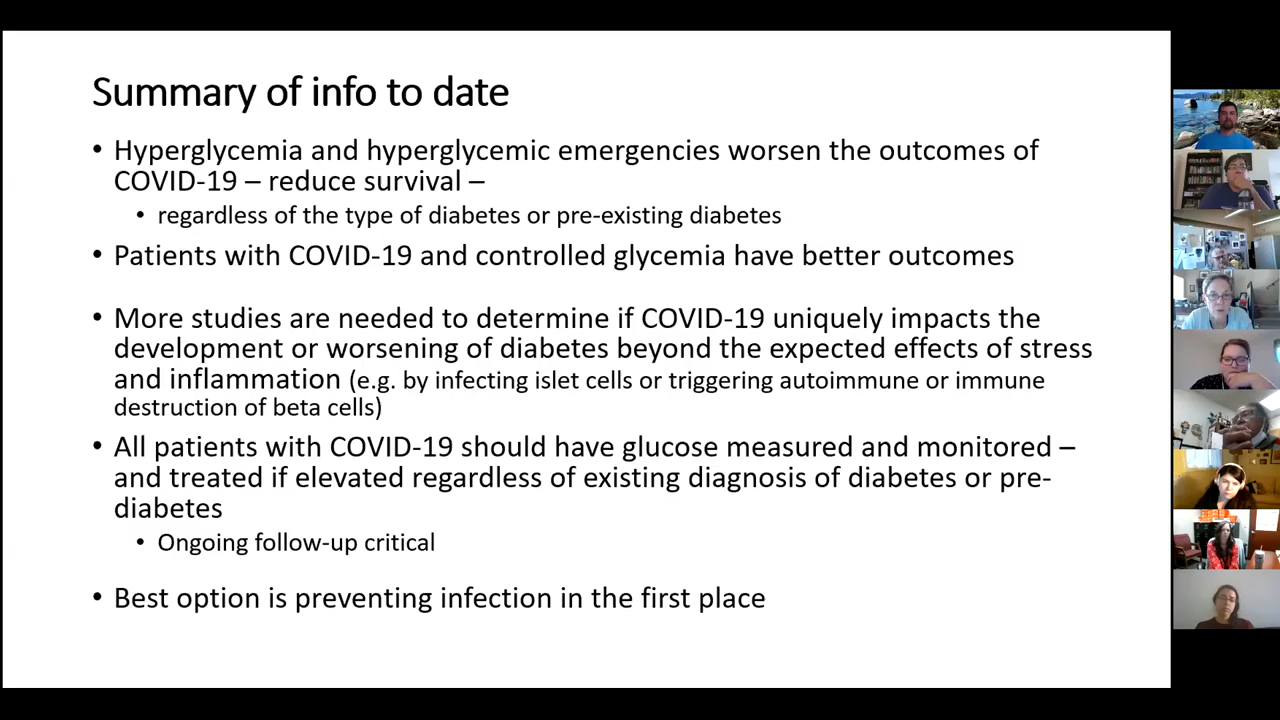 Summary of info to date
• Hyperglycemia and hyperglycemic emergencies worsen the outcomes of
COVID-19 – reduce survival –
• regardless of the type of diabetes or pre-existing diabetes
• Patients with COVID-19 and controlled glycemia have better outcomes
• More studies are needed to determine if COVID-19 uniquely impacts the
development or worsening of diabetes beyond the expected effects of stress
and inflammation (e.g. by infecting islet cells or triggering autoimmune or immune
destruction of beta cells)
• All patients with COVID-19 should have glucose measured and monitored –
and treated if elevated regardless of existing diagnosis of diabetes or pre-
diabetes
• Ongoing follow-up critical
• Best option is preventing infection in the first place